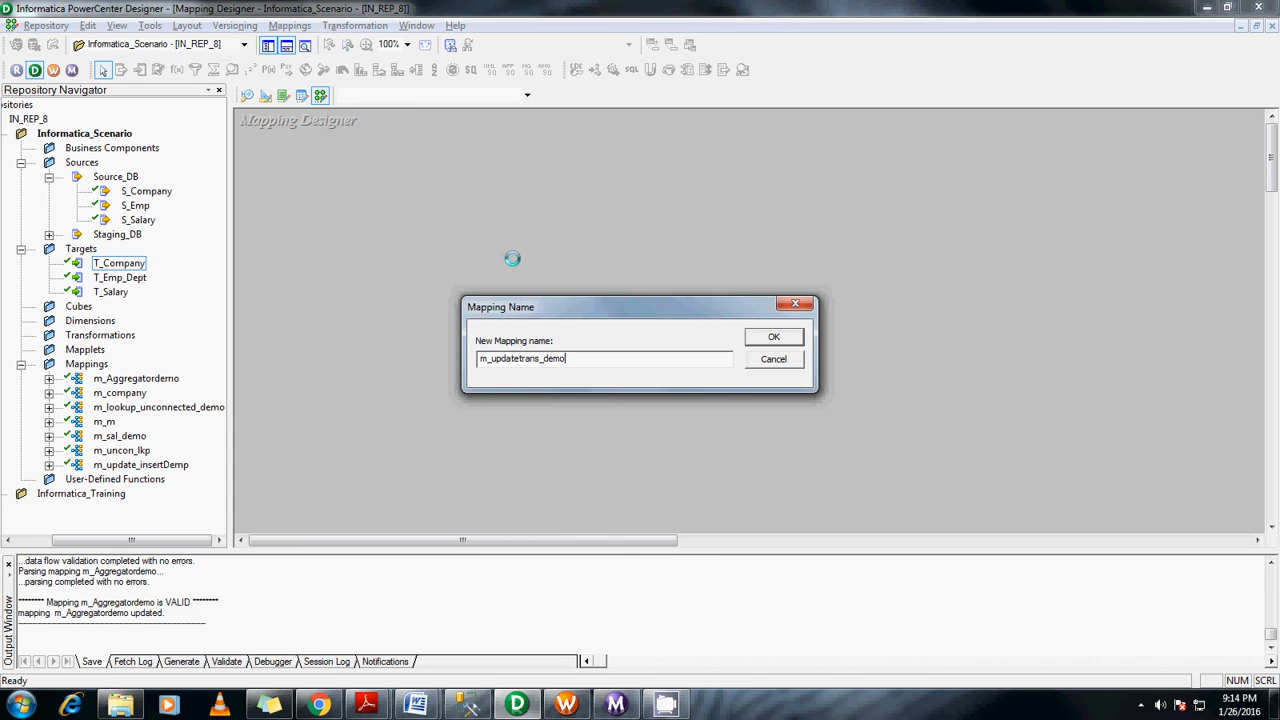 Informatica PowerCenter Designer - [Mapping Designer - Informatica_Scenario - [IN_REP_8]]
Repository Edit View Tools Layout Versioning Mappings Transformation Window Help
Informatica_Scenario - [IN_REP_8]
100%
Repository Navigator
Mapping Designer
ositories
IN_REP_8
Informatica_Scenario
Business Components
Sources
Source_DB
S_Company
S_Emp
S_Salary
Staging_DB
Targets
T_Company
T_Emp_Dept
T_Salary
Cubes
Dimensions
Transformations
Mapplets
Mappings
m_Aggregatordemo
m_company
m_lookup_unconnected_demo
m_m
m_sal_demo
m_uncon_lkp
m_update_insertDemp
User-Defined Functions
Informatica_Training
Mapping Name
New Mapping name:
m_updatetrans_demo
OK
Cancel
...data flow validation completed with no errors.
Parsing mapping m_Aggregatordemo...
...parsing completed with no errors.
******** Mapping m_Aggregatordemo is VALID ********
mapping m_Aggregatordemo updated.
Output Window
Save Fetch Log Generate Validate Debugger Session Log Notifications
Ready
NUM SCRL
9:14 PM
1/26/2016